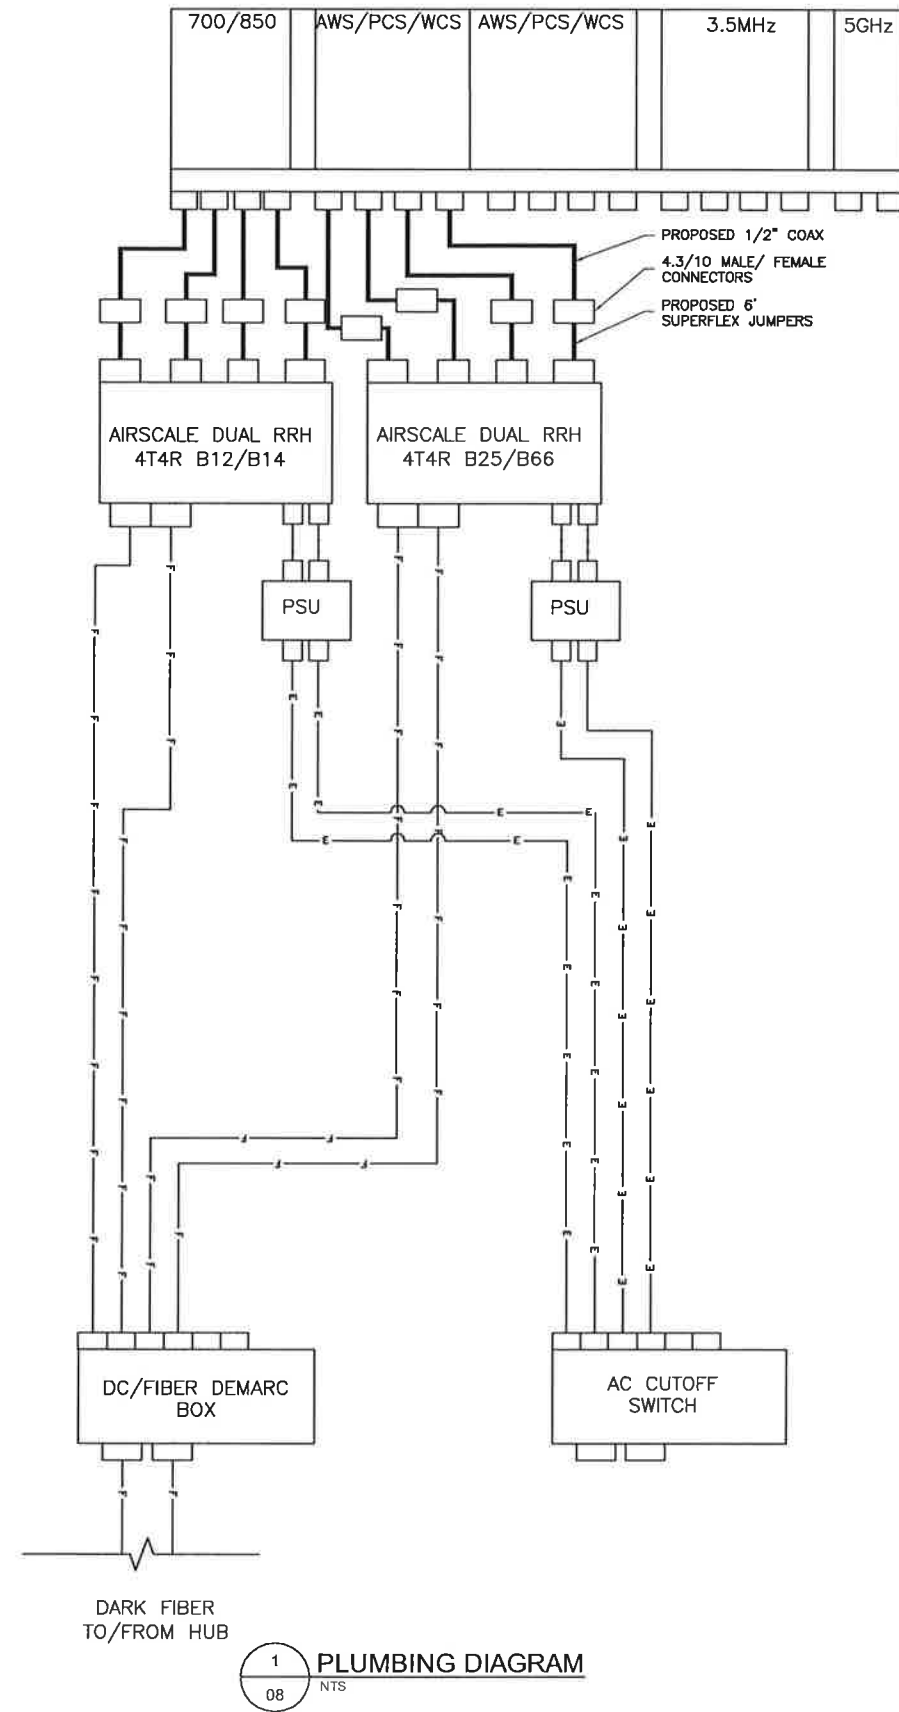 700/850
AWS/PCS/WCS
AWS/PCS/WCS
3.5MHz
5GHz
PROPOSED 1/2" COAX
4.3/10 MALE/ FEMALE
CONNECTORS
PROPOSED 6'
SUPERFLEX JUMPERS
AIRSCALE DUAL RRH
4T4R B12/B14
AIRSCALE DUAL RRH
4T4R B25/B66
PSU
PSU
DC/FIBER DEMARC
BOX
AC CUTOFF
SWITCH
DARK FIBER
TO/FROM HUB
1
08
PLUMBING DIAGRAM
NTS